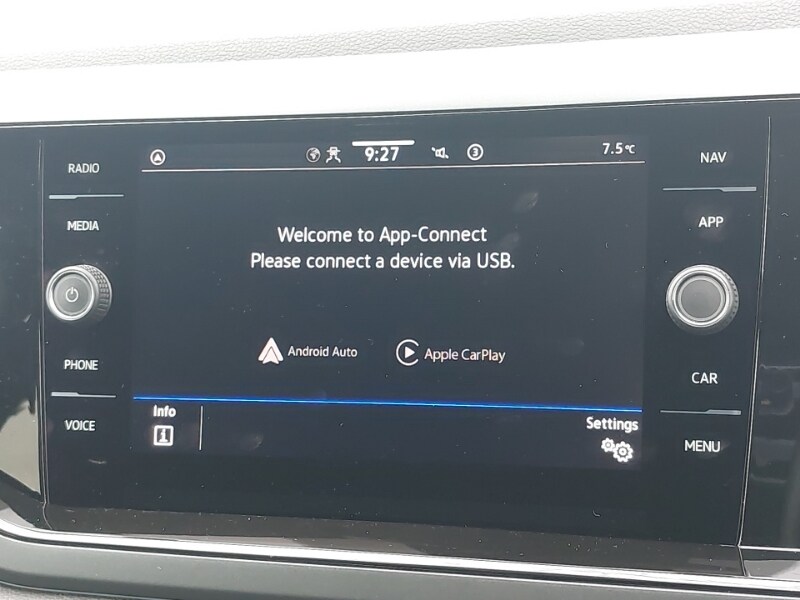 RADIO
MEDIA
PHONE
VOICE
9:27
3
7.5°C
Welcome to App-Connect
Please connect a device via USB.
Android Auto
Apple CarPlay
Info
i
Settings
NAV
APP
CAR
MENU